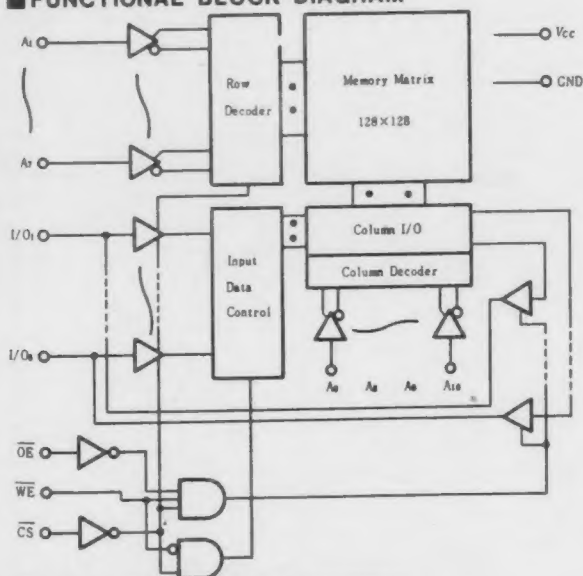 ■FUNCTIONAL BLOCK DIAGRAM
A₁
Row
Decoder
Memory Matrix
128×128
Vcc
GND
A₇
I/O₁
Input
Data
Control
Column I/O
Column Decoder
I/O₈
A₀ A₈ A₉ A₁₀
OE
WE
CS